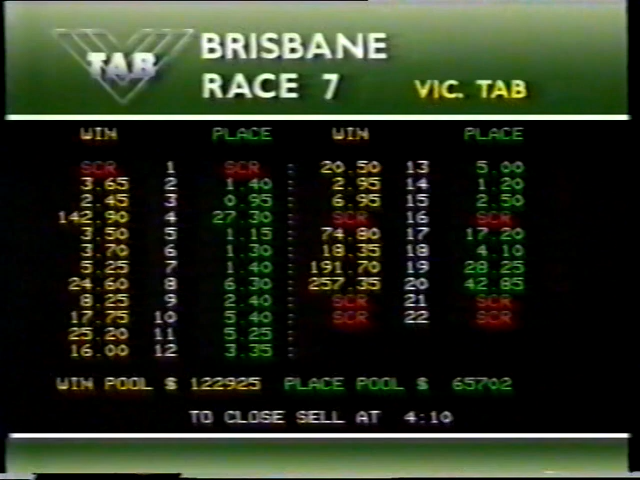 TAB
BRISBANE
RACE 7
VIC. TAB
WIN PLACE WIN PLACE
SCR 1 SCR : 20.50 13 5.00
3.65 2 1.40 : 2.95 14 1.20
2.45 3 0.95 : 6.95 15 2.50
142.90 4 27.30 : SCR 16 SCR
3.50 5 1.15 : 74.80 17 17.20
3.70 6 1.30 : 18.35 18 4.10
5.25 7 1.40 : 191.70 19 28.25
24.60 8 6.30 : 257.35 20 42.85
8.25 9 2.40 : SCR 21 SCR
17.75 10 5.40 : SCR 22 SCR
25.20 11 5.25 :
16.00 12 3.35 :
WIN POOL $ 122925 PLACE POOL $ 65702
TO CLOSE SELL AT 4:10